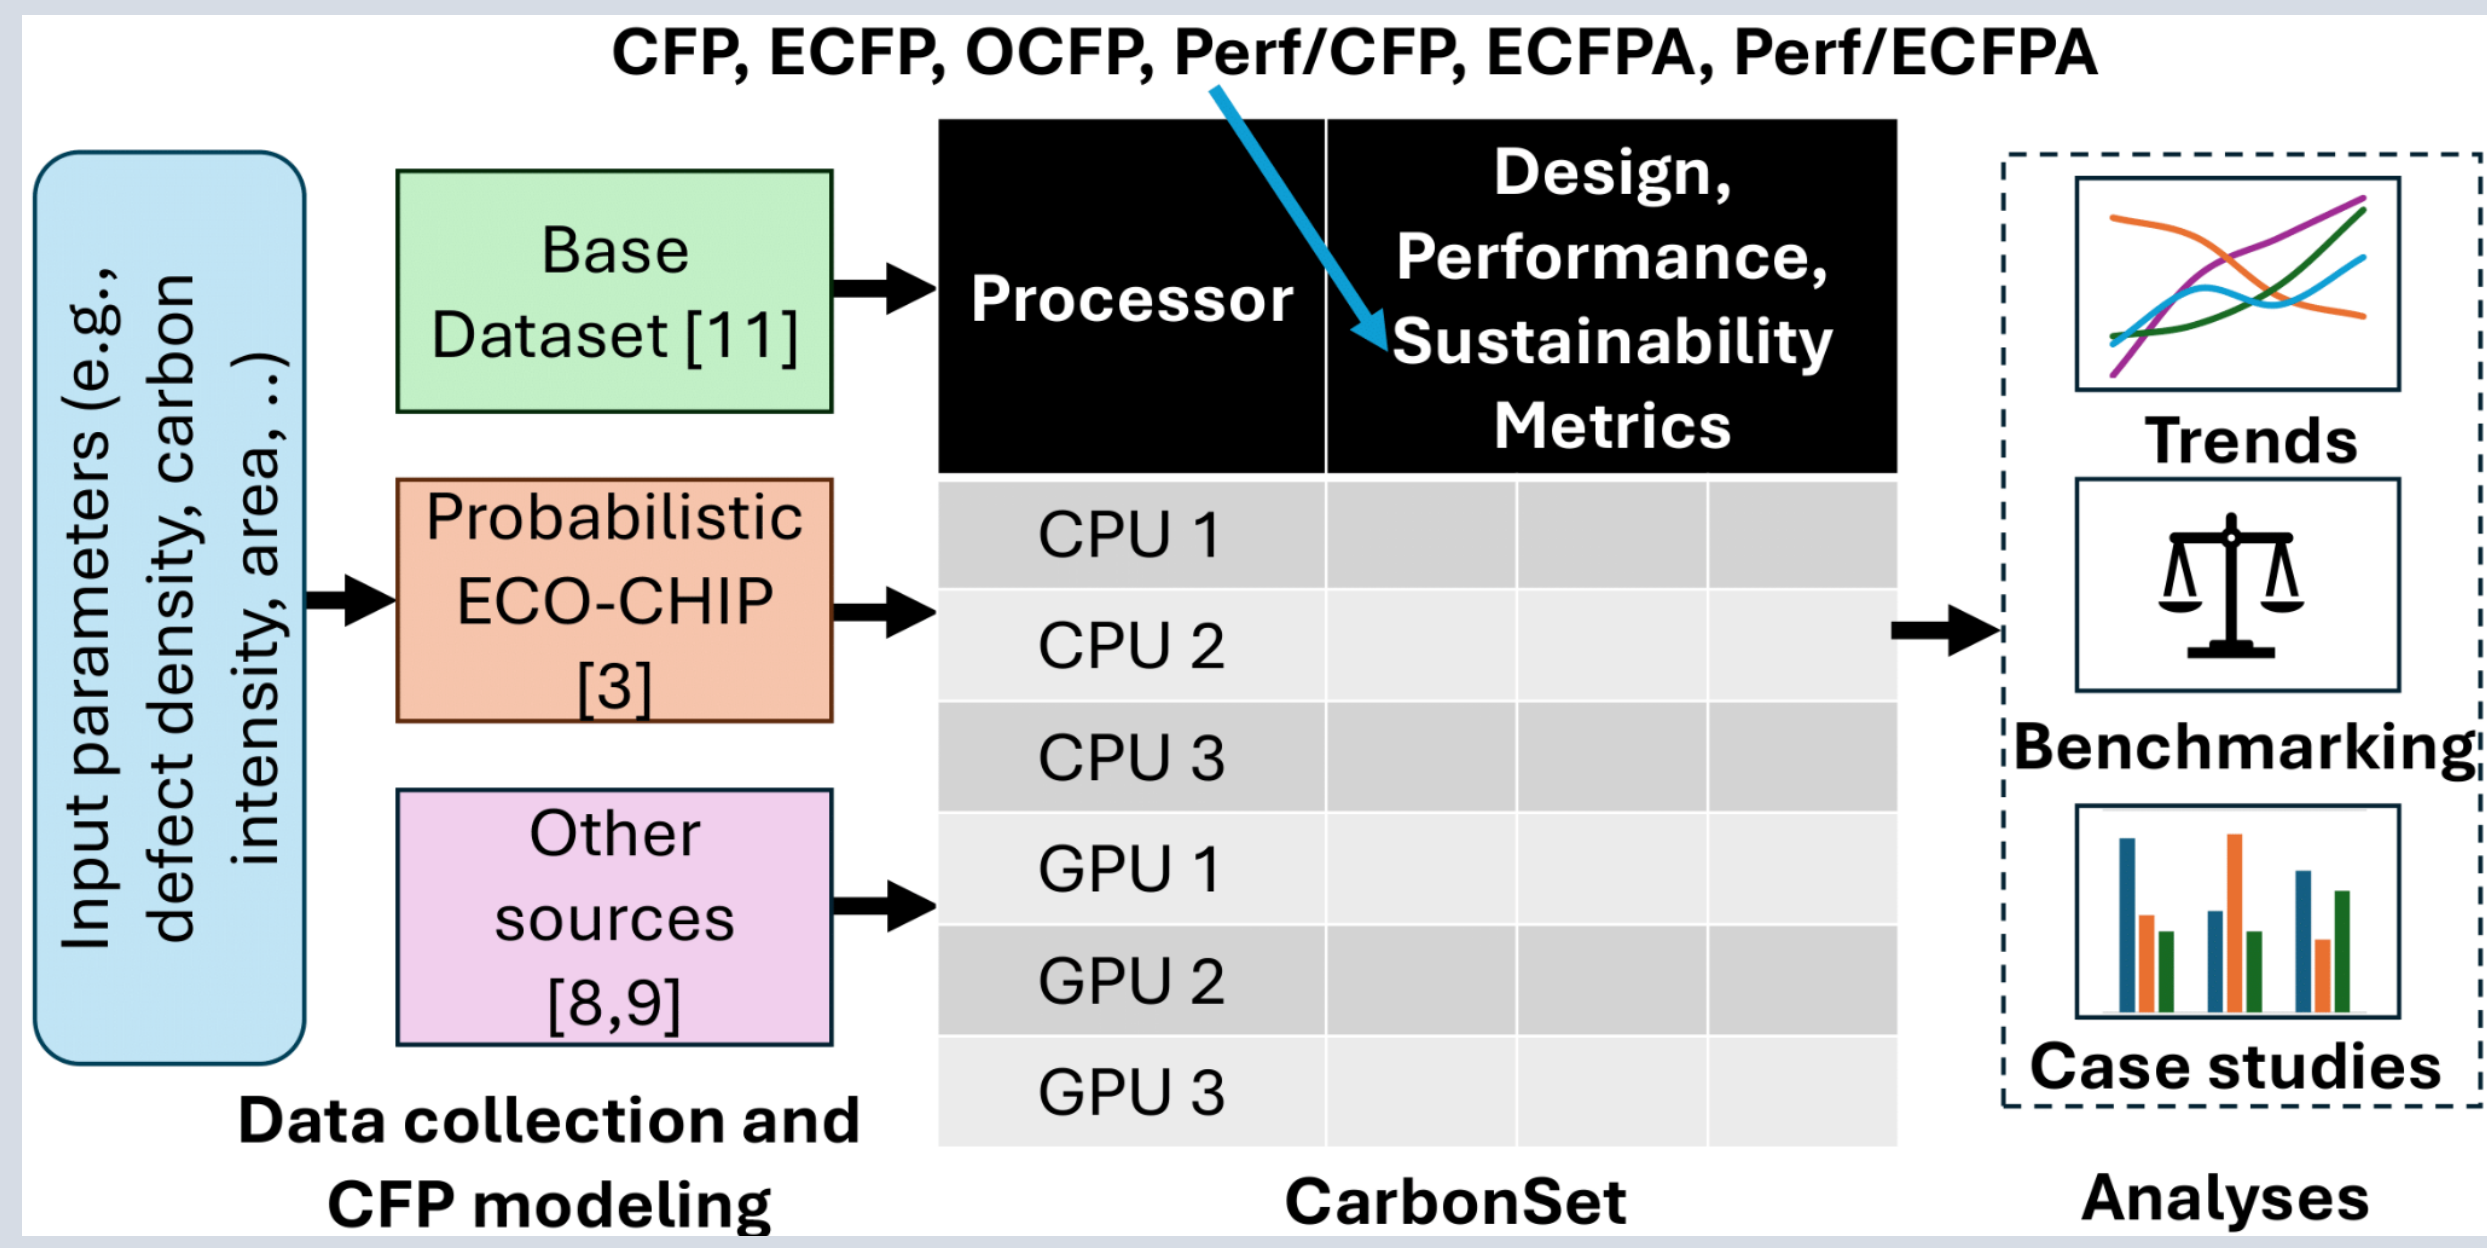 CFP, ECFP, OCFP, Perf/CFP, ECFPA, Perf/ECFPA
Input parameters (e.g.,
defect density, carbon
intensity, area, ..)
Base
Dataset [11]
Probabilistic
ECO-CHIP
[3]
Other
sources
[8,9]
Data collection and
CFP modeling
Processor
Design,
Performance,
Sustainability
Metrics
CPU 1
CPU 2
CPU 3
GPU 1
GPU 2
GPU 3
CarbonSet
Trends
Benchmarking
Case studies
Analyses